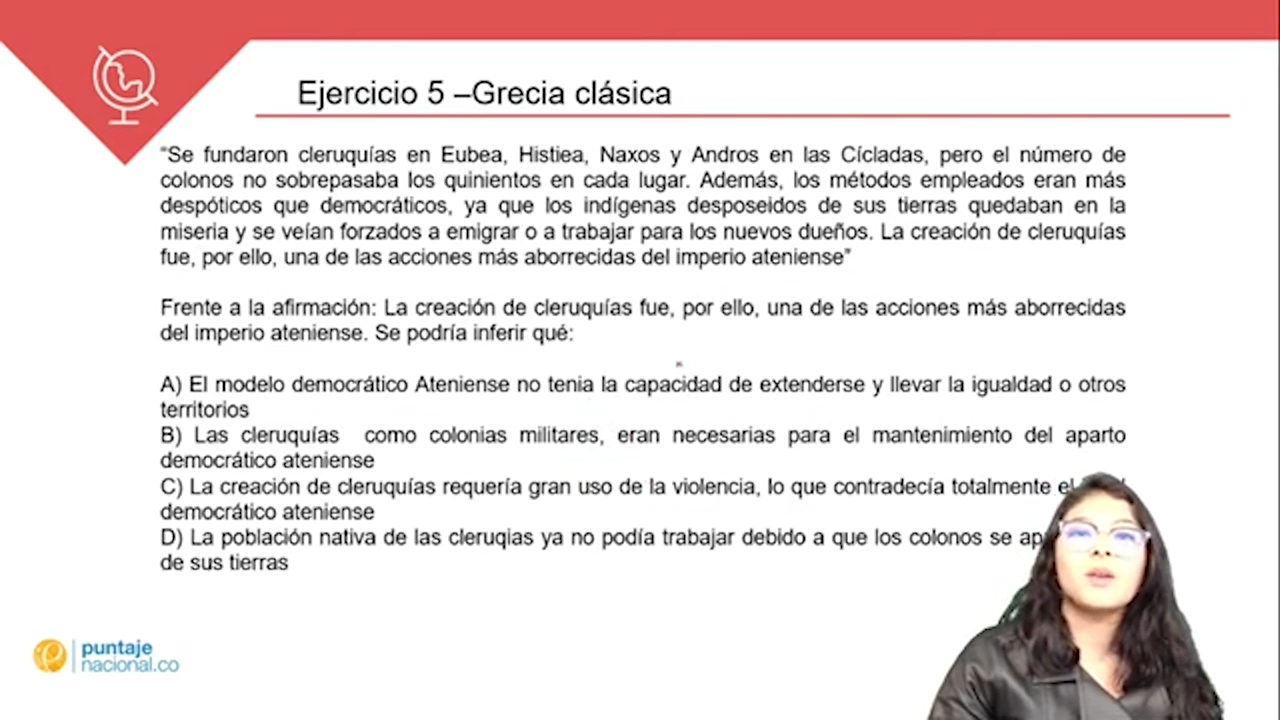 Ejercicio 5 –Grecia clásica
“Se fundaron cleruquías en Eubea, Histiea, Naxos y Andros en las Cícladas, pero el número de
colonos no sobrepasaba los quinientos en cada lugar. Además, los métodos empleados eran más
despóticos que democráticos, ya que los indígenas desposeidos de sus tierras quedaban en la
miseria y se veían forzados a emigrar o a trabajar para los nuevos dueños. La creación de cleruquías
fue, por ello, una de las acciones más aborrecidas del imperio ateniense”
Frente a la afirmación: La creación de cleruquías fue, por ello, una de las acciones más aborrecidas
del imperio ateniense. Se podría inferir qué:
A) El modelo democrático Ateniense no tenia la capacidad de extenderse y llevar la igualdad o otros
territorios
B) Las cleruquías como colonias militares, eran necesarias para el mantenimiento del aparto
democrático ateniense
C) La creación de cleruquías requería gran uso de la violencia, lo que contradecía totalmente el
democrático ateniense
D) La población nativa de las cleruqias ya no podía trabajar debido a que los colonos se
de sus tierras
puntaje
nacional.co